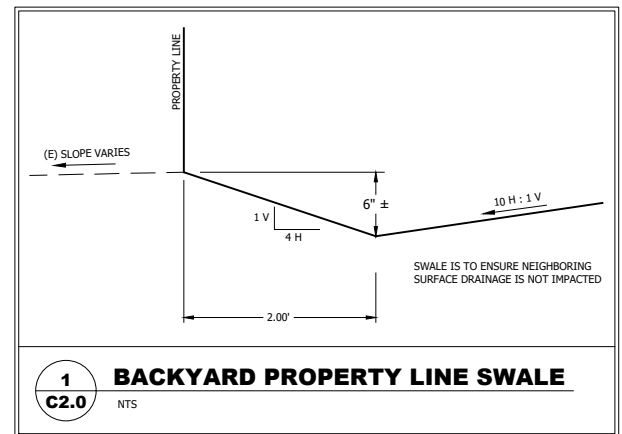 PROPERTY LINE
(E) SLOPE VARIES
6" ±
10 H : 1 V
1 V
4 H
SWALE IS TO ENSURE NEIGHBORING
SURFACE DRAINAGE IS NOT IMPACTED
2.00'
1
C2.0
BACKYARD PROPERTY LINE SWALE
NTS